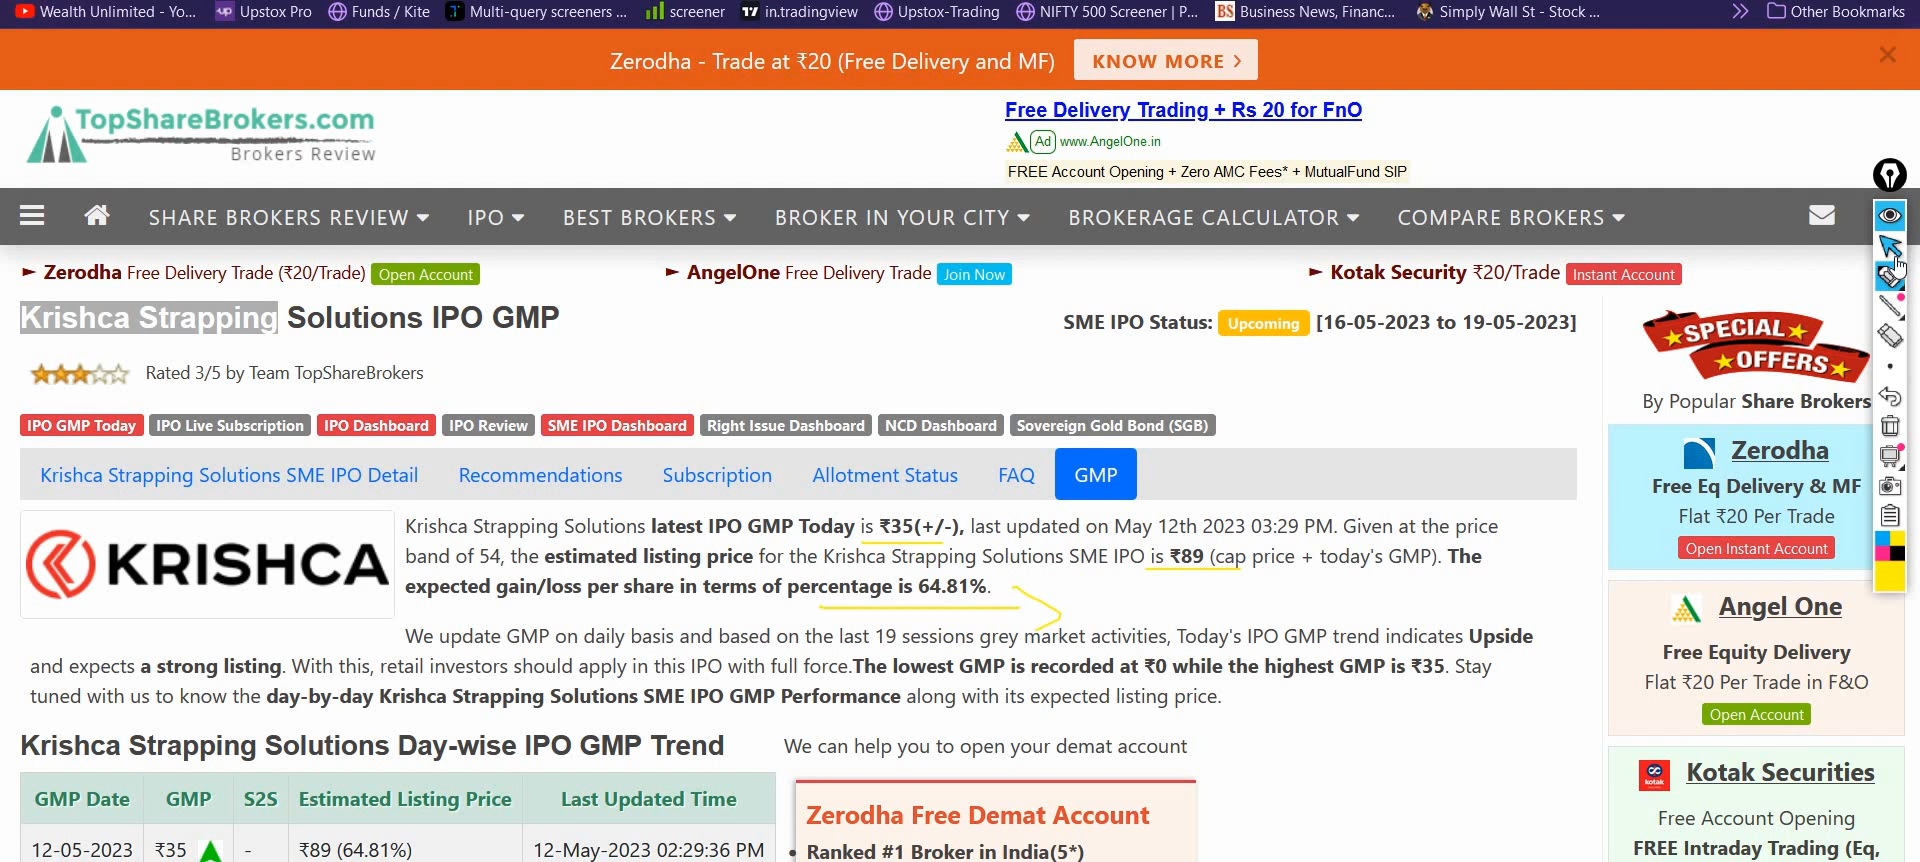 Wealth Unlimited - Yo...
up Upstox Pro
Funds / Kite
Multi-query screeners ...
screener
in.tradingview
Upstox-Trading
NIFTY 500 Screener | P...
BS Business News, Financ...
Simply Wall St - Stock ...
Other Bookmarks
Zerodha - Trade at ₹20 (Free Delivery and MF)
KNOW MORE
TopShareBrokers.com
Brokers Review
Free Delivery Trading + Rs 20 for FnO
Ad www.AngelOne.in
FREE Account Opening + Zero AMC Fees* + MutualFund SIP
SHARE BROKERS REVIEW
IPO
BEST BROKERS
BROKER IN YOUR CITY
BROKERAGE CALCULATOR
COMPARE BROKERS
► Zerodha Free Delivery Trade (₹20/Trade) Open Account
► AngelOne Free Delivery Trade Join Now
► Kotak Security ₹20/Trade Instant Account
Krishca Strapping Solutions IPO GMP
SME IPO Status: Upcoming [16-05-2023 to 19-05-2023]
Rated 3/5 by Team TopShareBrokers
IPO GMP Today
IPO Live Subscription
IPO Dashboard
IPO Review
SME IPO Dashboard
Right Issue Dashboard
NCD Dashboard
Sovereign Gold Bond (SGB)
Krishca Strapping Solutions SME IPO Detail
Recommendations
Subscription
Allotment Status
FAQ
GMP
KRISHCA
Krishca Strapping Solutions latest IPO GMP Today is ₹35(+/-), last updated on May 12th 2023 03:29 PM. Given at the price
band of 54, the estimated listing price for the Krishca Strapping Solutions SME IPO is ₹89 (cap price + today's GMP). The
expected gain/loss per share in terms of percentage is 64.81%.
We update GMP on daily basis and based on the last 19 sessions grey market activities, Today's IPO GMP trend indicates Upside
and expects a strong listing. With this, retail investors should apply in this IPO with full force.The lowest GMP is recorded at ₹0 while the highest GMP is ₹35. Stay
tuned with us to know the day-by-day Krishca Strapping Solutions SME IPO GMP Performance along with its expected listing price.
Krishca Strapping Solutions Day-wise IPO GMP Trend
GMP Date GMP S2S Estimated Listing Price Last Updated Time
12-05-2023 ₹35 - ₹89 (64.81%) 12-May-2023 02:29:36 PM
We can help you to open your demat account
Zerodha Free Demat Account
• Ranked #1 Broker in India(5*)
SPECIAL
OFFERS
By Popular Share Brokers
Zerodha
Free Eq Delivery & MF
Flat ₹20 Per Trade
Open Instant Account
Angel One
Free Equity Delivery
Flat ₹20 Per Trade in F&O
Open Account
kotak
Kotak Securities
Free Account Opening
FREE Intraday Trading (Eq,